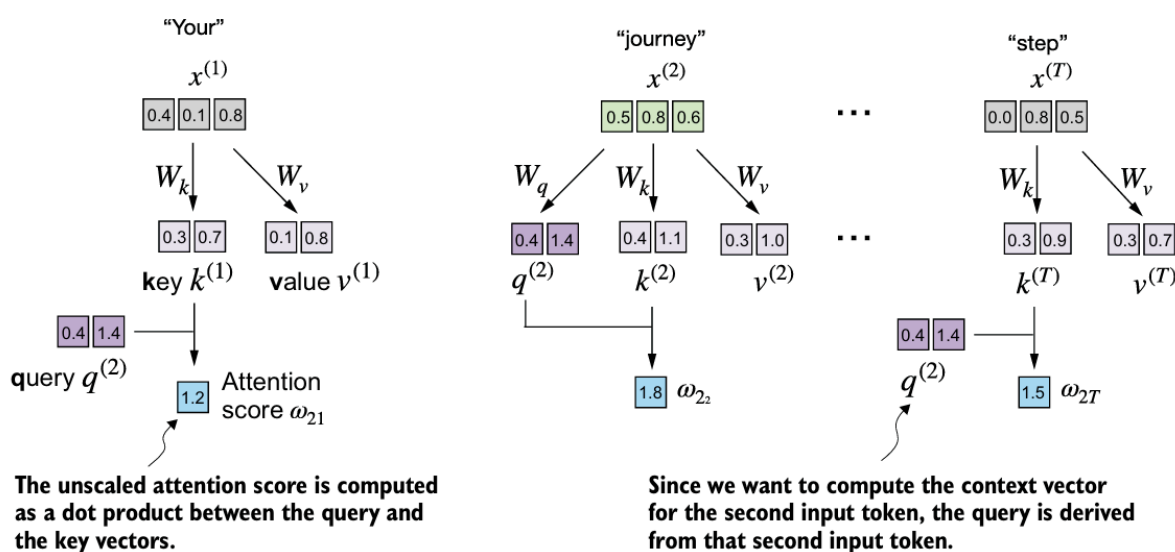 "Your"
x(1)
0.4 0.1 0.8
Wk
Wv
0.3 0.7
0.1 0.8
key k(1)
value v(1)
0.4 1.4
query q(2)
1.2
Attention
score ω21
The unscaled attention score is computed
as a dot product between the query and
the key vectors.
"journey"
x(2)
0.5 0.8 0.6
Wq
Wk
Wv
0.4 1.4
0.4 1.1
0.3 1.0
q(2)
k(2)
v(2)
1.8
ω22
...
...
"step"
x(T)
0.0 0.8 0.5
Wk
Wv
0.3 0.9
0.3 0.7
k(T)
v(T)
0.4 1.4
q(2)
1.5
ω2T
Since we want to compute the context vector
for the second input token, the query is derived
from that second input token.